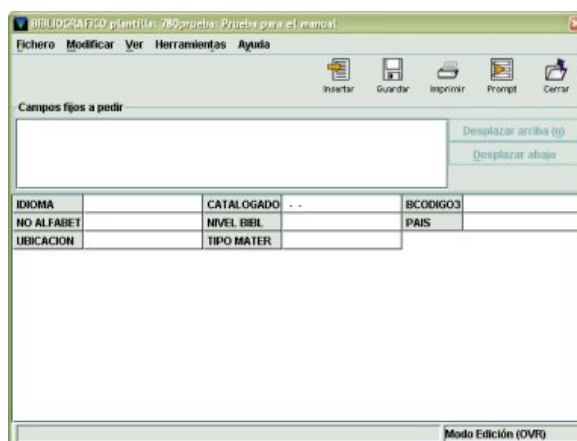 BIBLIOGRAFICO plantilla: 780prueba: Prueba para el manual
Fichero Modificar Ver Herramientas Ayuda
Insertar Guardar Imprimir Prompt Cerrar
Campos fijos a pedir
Desplazar arriba (u)
Desplazar abajo
IDIOMA CATALOGADO - - BCODIGO3
NO ALFABET NIVEL BIBL PAIS
UBICACION TIPO MATER
Modo Edición (OVR)